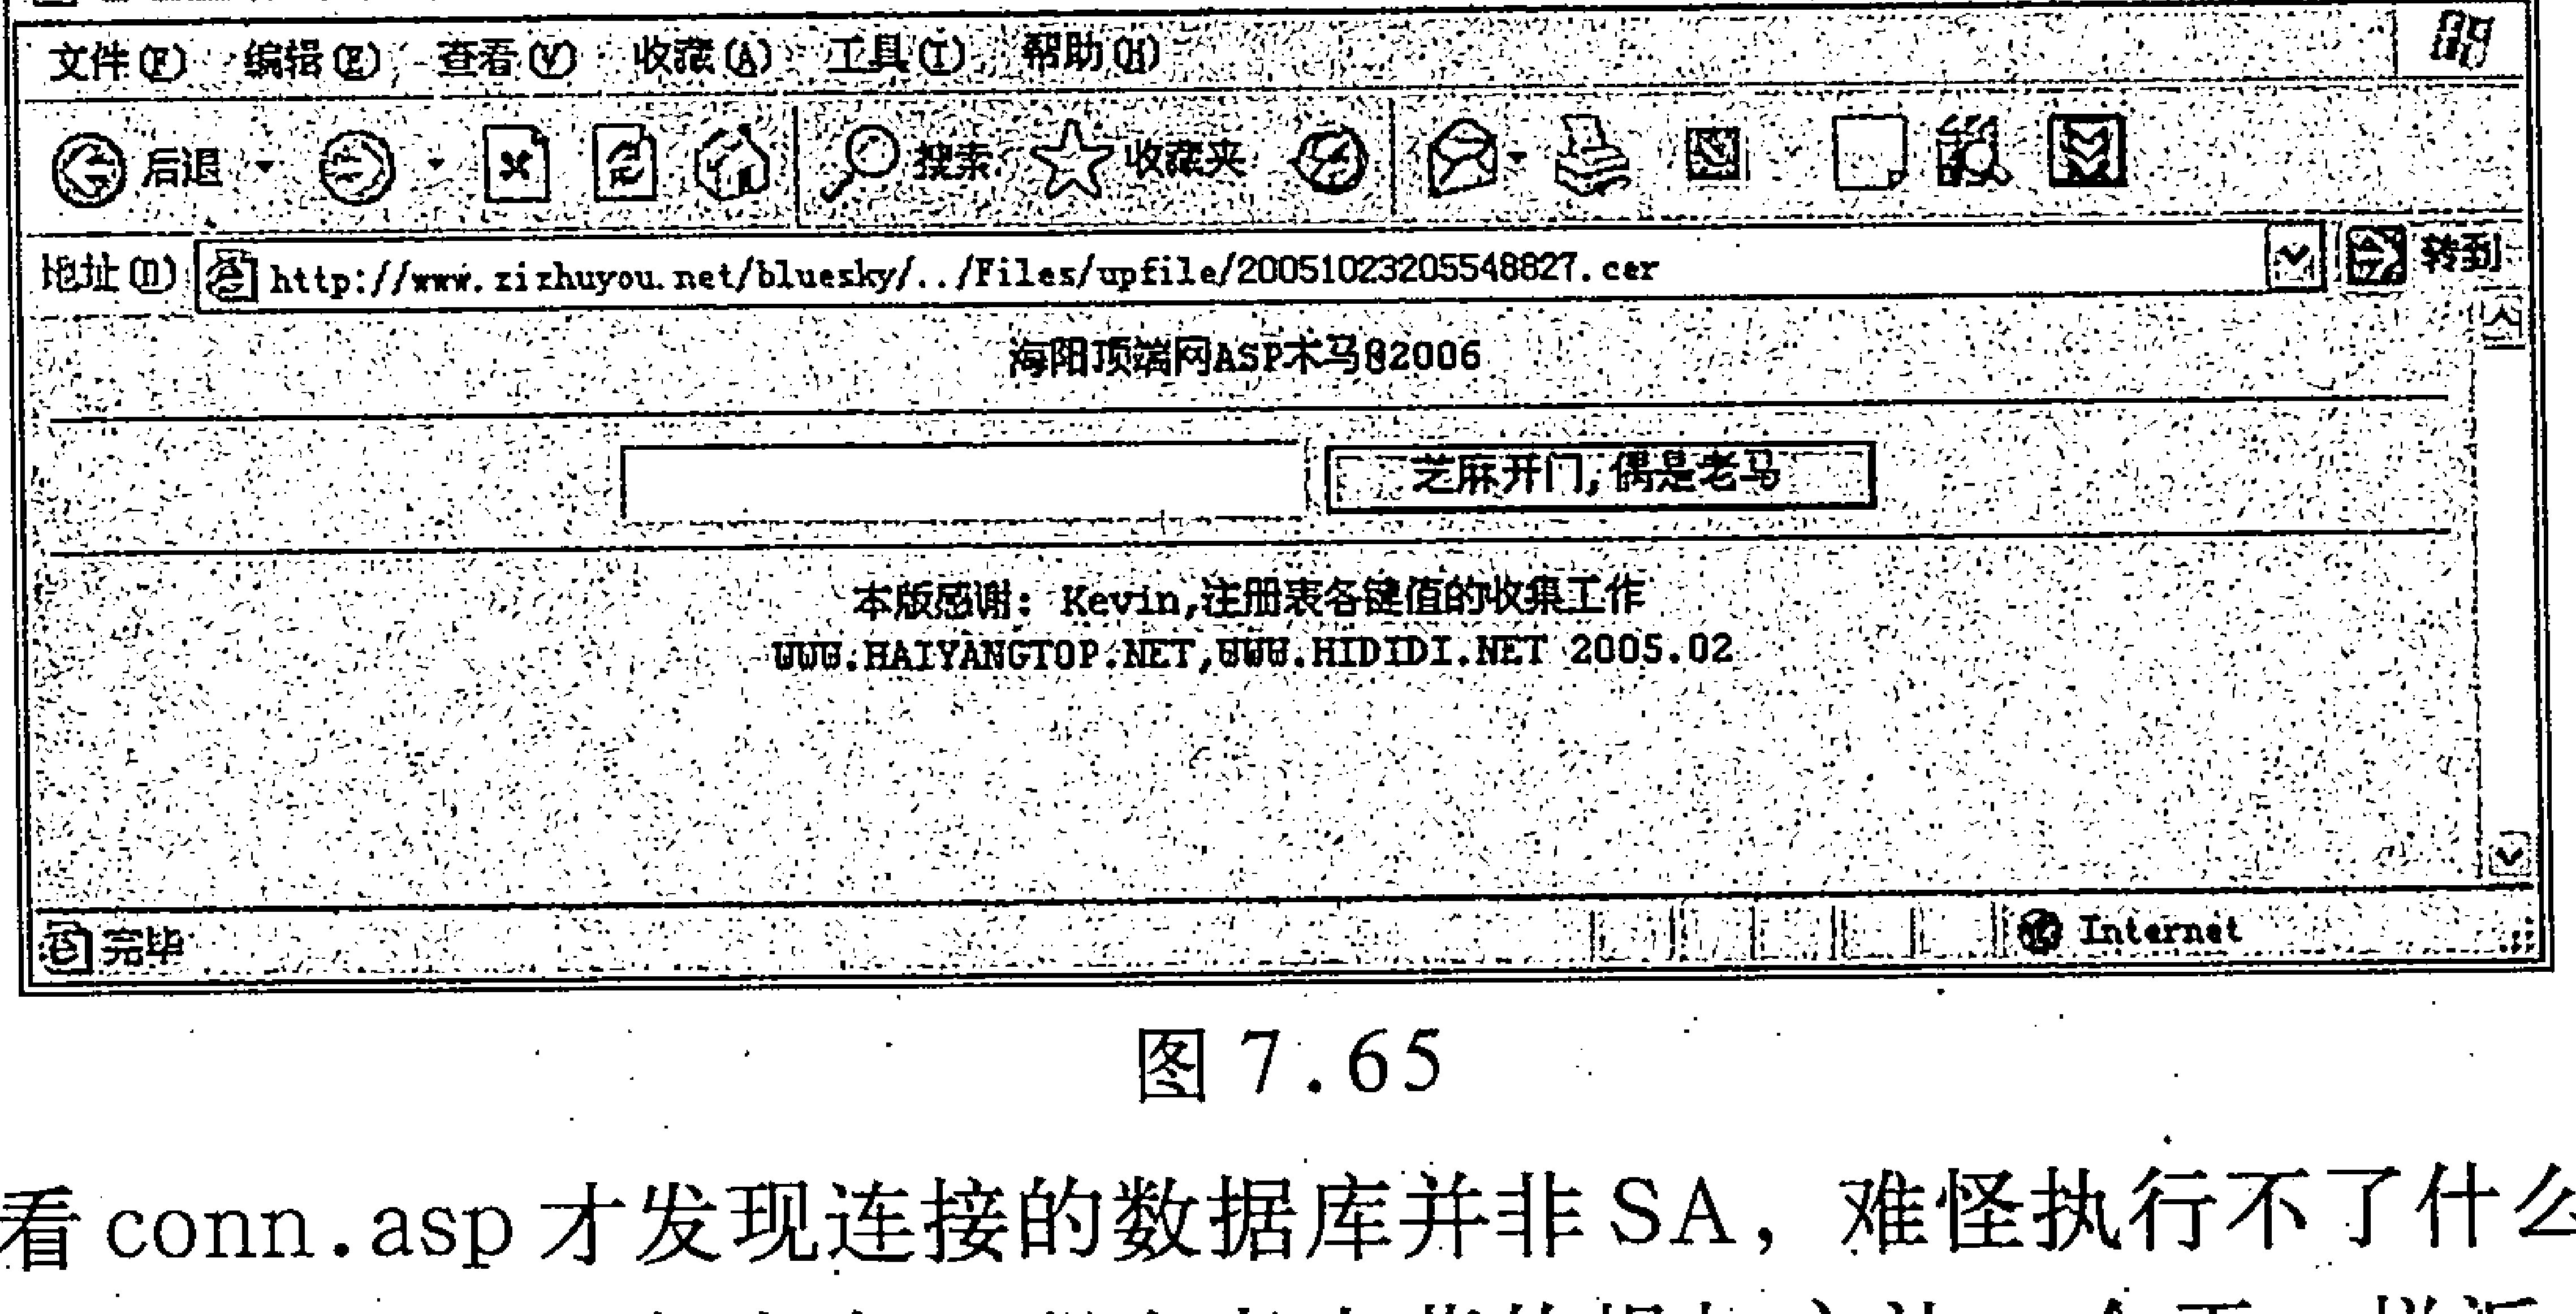 文件(F) 编辑(E) 查看(V) 收藏(A) 工具(T) 帮助(H)
后退 搜索 收藏夹
地址(D) http://www.zizhuyou.net/bluesky/../Files/upfile/20051023205548827.cer 转到
海阳顶端网ASP木马@2006
芝麻开门,偶是老马
本版感谢: Kevin,注册表各键值的收集工作
WWW.HAIYANGTOP.NET,WWW.HIDIDI.NET 2005.02
完毕 Internet
图 7.65
看 conn.asp 才发现连接的数据库并非 SA，难怪执行不了什么